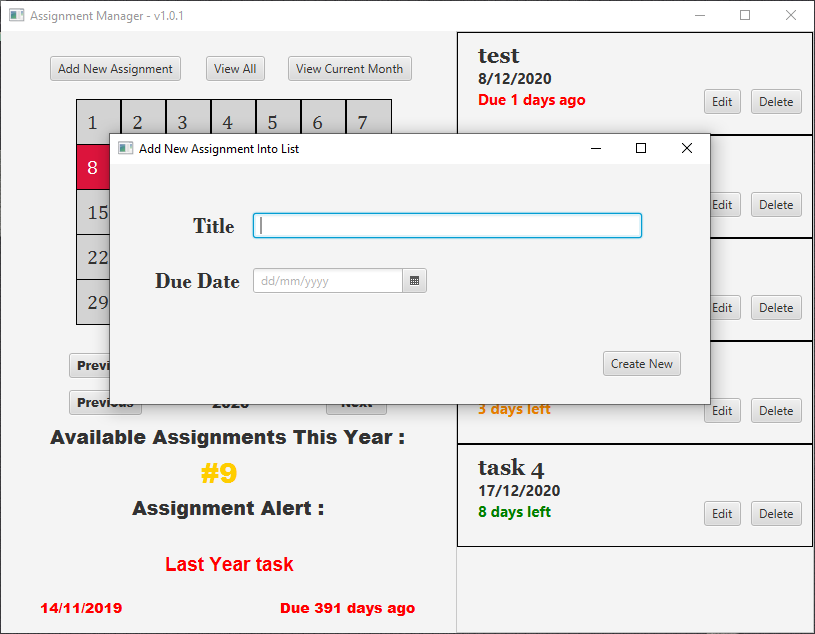 Assignment Manager - v1.0.1
Add New Assignment
View All
View Current Month
1 2 3 4 5 6 7
8
15
22
29
Previous
2020
Next
Available Assignments This Year :
#9
Assignment Alert :
Last Year task
14/11/2019
Due 391 days ago
Add New Assignment Into List
Title
Due Date
dd/mm/yyyy
Create New
test
8/12/2020
Due 1 days ago
Edit
Delete
Edit
Delete
Edit
Delete
3 days left
Edit
Delete
task 4
17/12/2020
8 days left
Edit
Delete